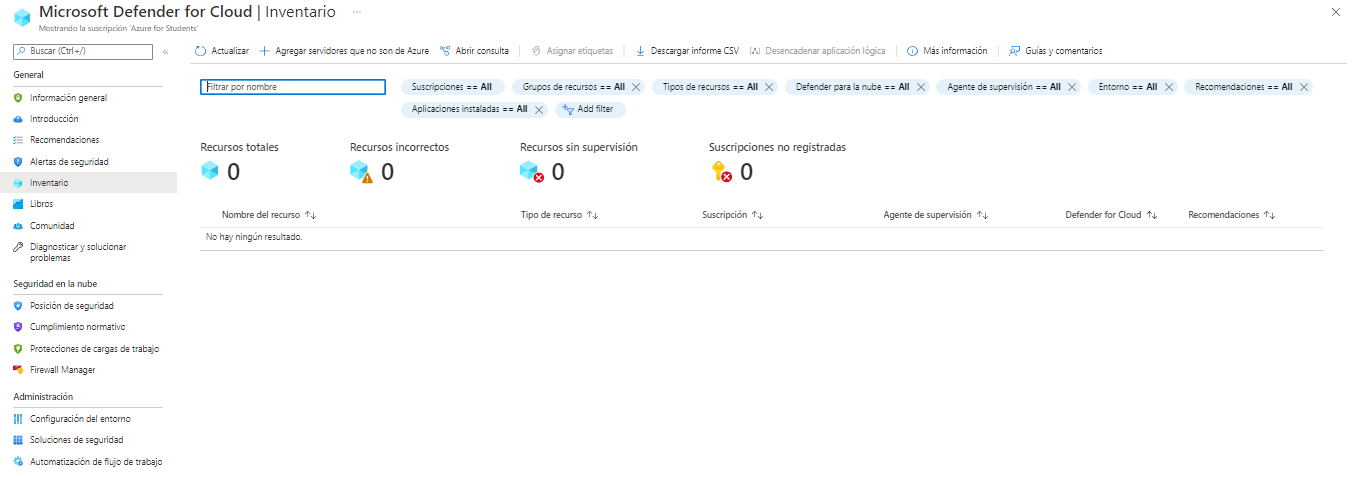 Microsoft Defender for Cloud | Inventario ...
Mostrando la suscripción 'Azure for Students'
Buscar (Ctrl+/) «
Actualizar Agregar servidores que no son de Azure Abrir consulta Asignar etiquetas Descargar informe CSV Desencadenar aplicación lógica Más información Guías y comentarios
General
Información general
Introducción
Recomendaciones
Alertas de seguridad
Inventario
Libros
Comunidad
Diagnosticar y solucionar
problemas
Seguridad en la nube
Posición de seguridad
Cumplimiento normativo
Protecciones de cargas de trabajo
Firewall Manager
Administración
Configuración del entorno
Soluciones de seguridad
Automatización de flujo de trabajo
Filtrar por nombre
Suscripciones == All Grupos de recursos == All Tipos de recursos == All Defender para la nube == All Agente de supervisión == All Entorno == All Recomendaciones == All
Aplicaciones instaladas == All Add filter
Recursos totales Recursos incorrectos Recursos sin supervisión Suscripciones no registradas
0 0 0 0
Nombre del recurso Tipo de recurso Suscripción Agente de supervisión Defender for Cloud Recomendaciones
No hay ningún resultado.